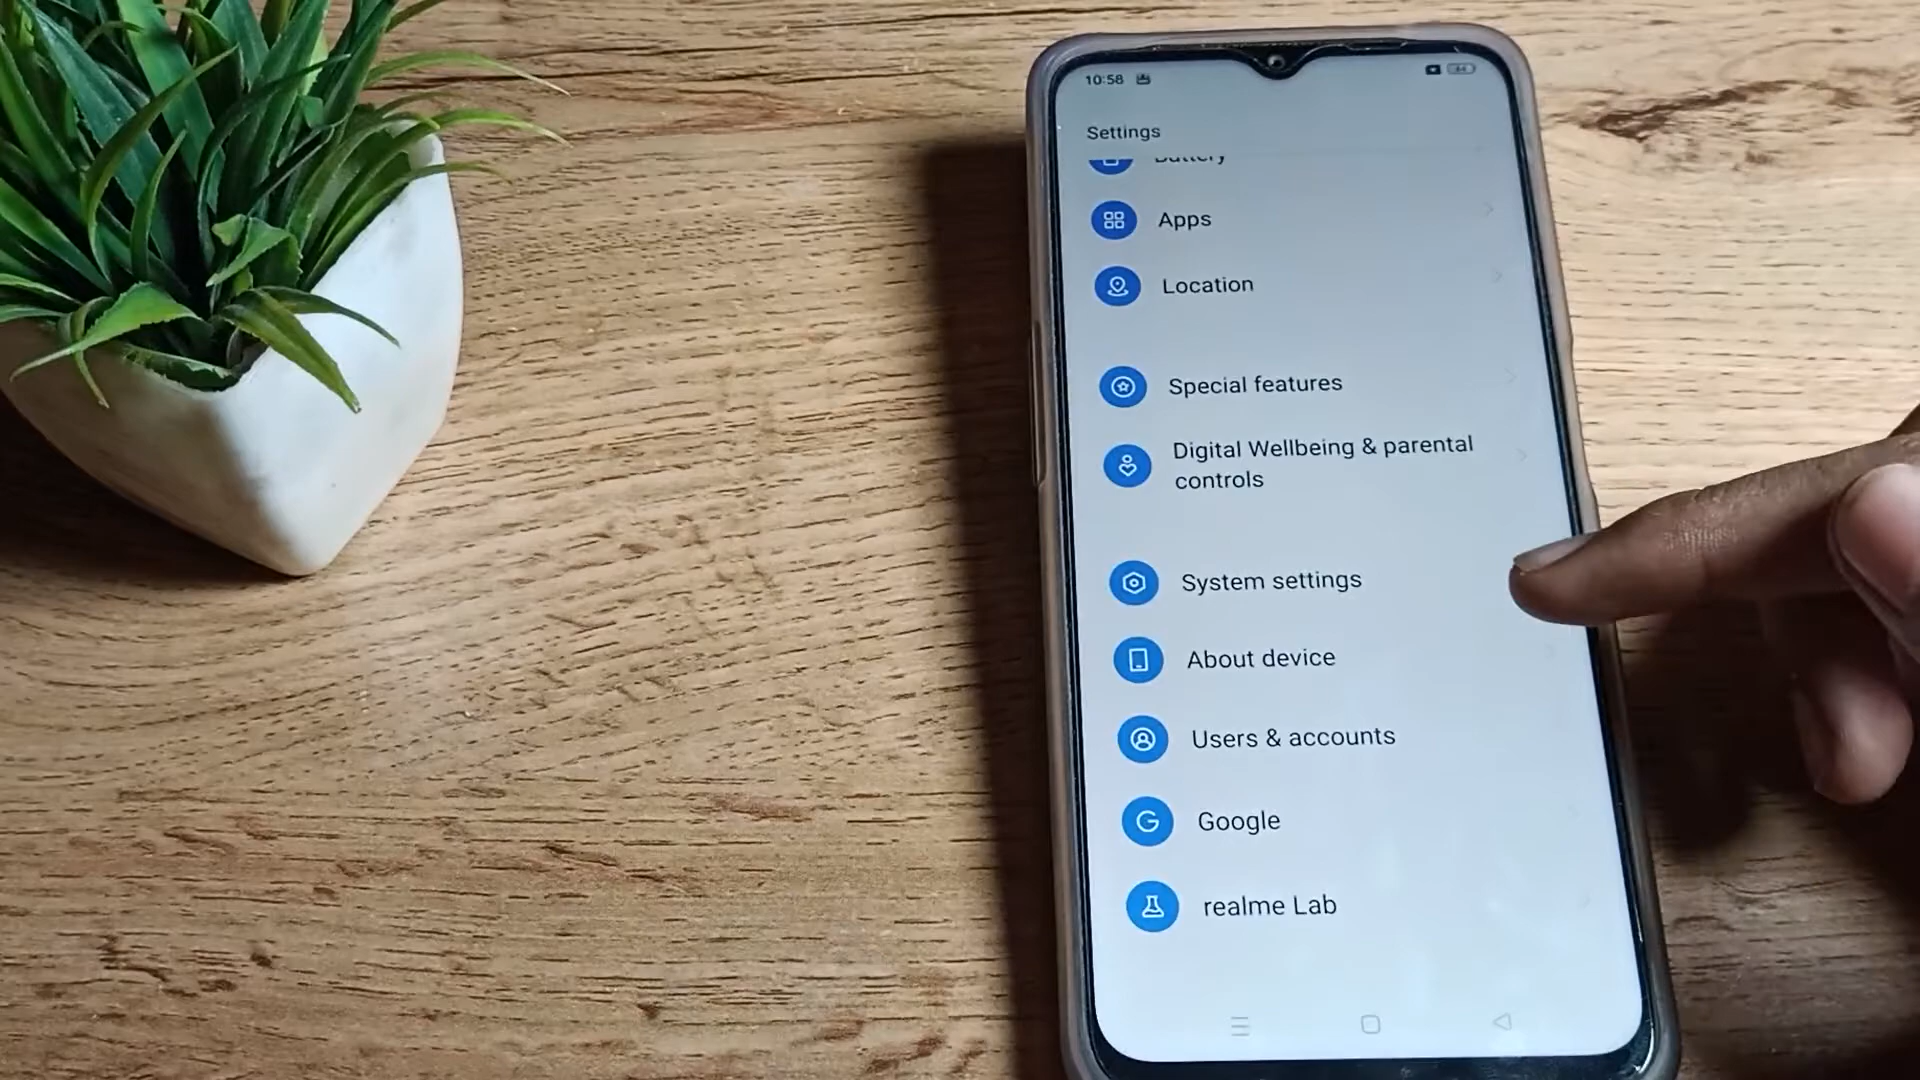 10:58
Settings
Battery
Apps
Location
Special features
Digital Wellbeing & parental
controls
System settings
About device
Users & accounts
Google
realme Lab